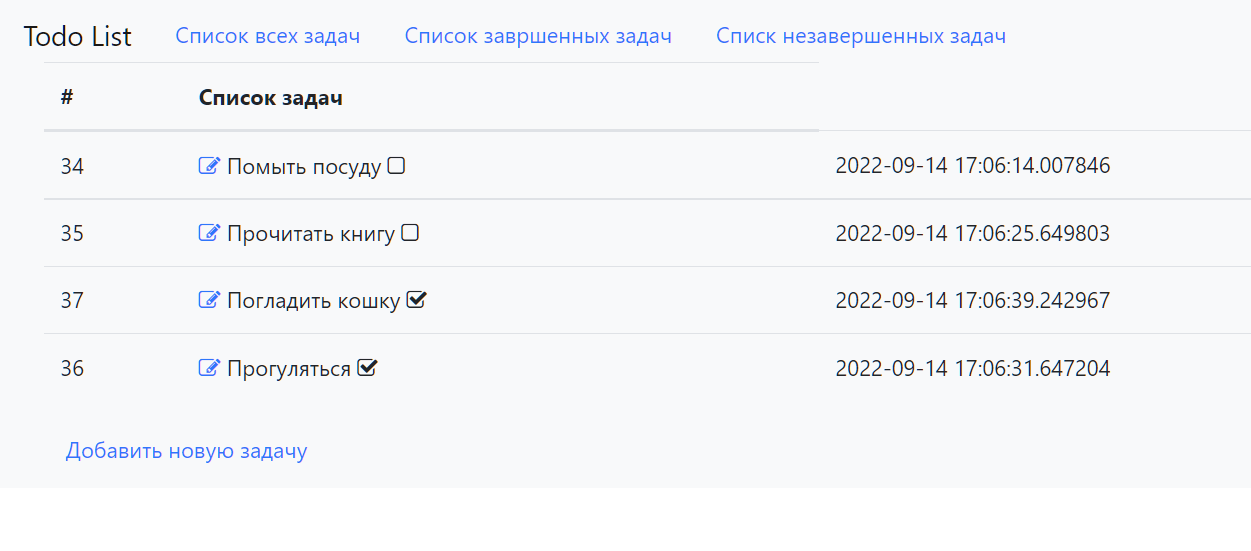 Todo List Список всех задач Список завршенных задач Списк незавершенных задач
# Список задач
34 Помыть посуду 2022-09-14 17:06:14.007846
35 Прочитать книгу 2022-09-14 17:06:25.649803
37 Погладить кошку 2022-09-14 17:06:39.242967
36 Прогуляться 2022-09-14 17:06:31.647204
Добавить новую задачу